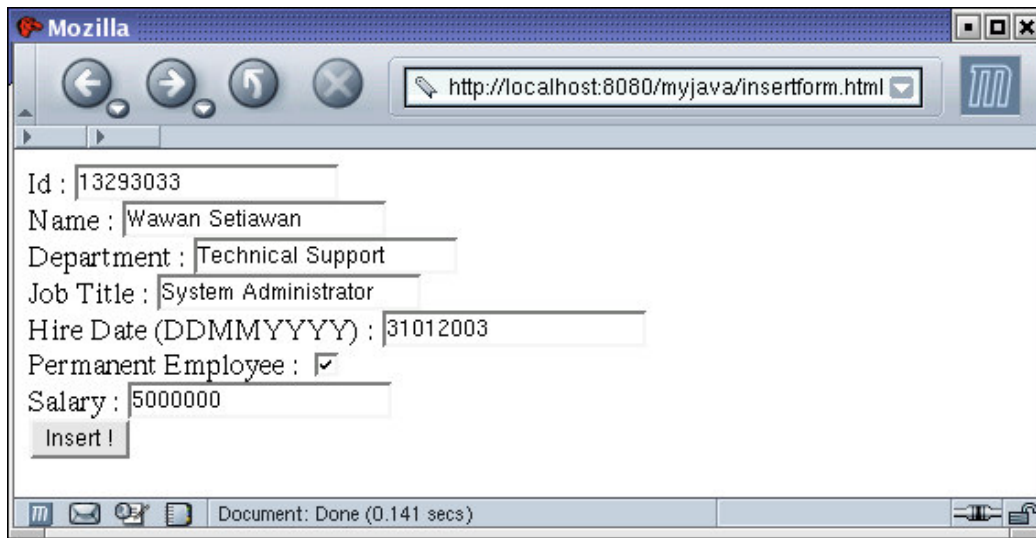 Mozilla
http://localhost:8080/myjava/insertform.html
Id : 13293033
Name : Wawan Setiawan
Department : Technical Support
Job Title : System Administrator
Hire Date (DDMMYYYY) : 31012003
Permanent Employee :
Salary : 5000000
Insert !
Document: Done (0.141 secs)